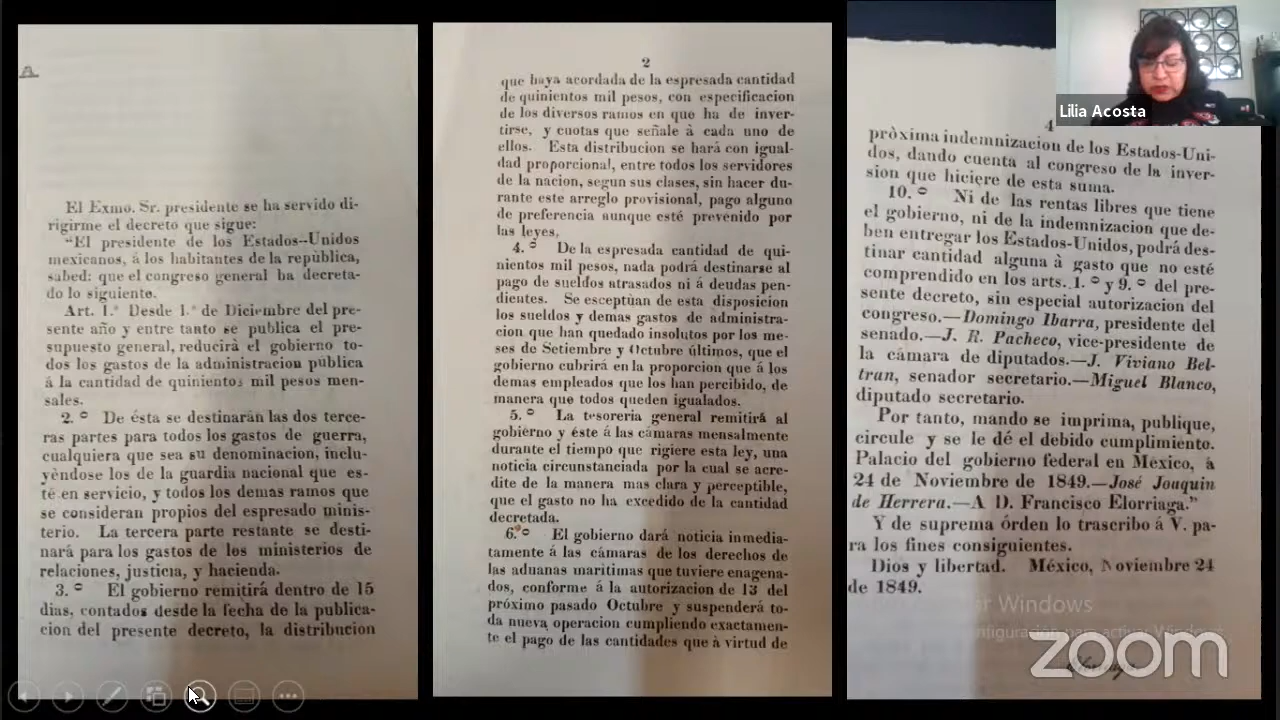 El Exmo. Sr. presidente se ha servido di-
rigirme el decreto que sigue:
"El presidente de los Estados--Unidos
mexicanos, á los habitantes de la república,
sabed: que el congreso general ha decreta-
do lo siguiente.
Art. 1.º Desde 1.º de Diciembre del pre-
sente año y entre tanto se publica el pre-
supuesto general, reducirá el gobierno to-
dos los gastos de la administracion pública
á la cantidad de quinientos mil pesos men-
sales.
2. º De ésta se destinarán las dos terce-
ras partes para todos los gastos de guerra,
cualquiera que sea su denominacion, inclu-
yèndose los de la guardia nacional que es-
té en servicio, y todos los demas ramos que
se consideran propios del espresado minis-
terio. La tercera parte restante se desti-
nará para los gastos de los ministerios de
relaciones, justicia, y hacienda.
3. º El gobierno remitirá dentro de 15
dias, contados desde la fecha de la publica-
cion del presente decreto, la distribucion
2
que haya acordada de la espresada cantidad
de quinientos mil pesos, con especificacion
de los diversos ramos en que ha de inver-
tirse, y cuotas que señale à cada uno de
ellos. Esta distribucion se hará con igual-
dad proporcional, entre todos los servidores
de la nacion, segun sus clases, sin hacer du-
rante este arreglo provisional, pago alguno
de preferencia aunque esté prevenido por
las leyes.
4. º De la espresada cantidad de qui-
nientos mil pesos, nada podrá destinarse al
pago de sueldos atrasados ni á deudas pen-
dientes. Se esceptúan de esta disposicion
los sueldos y demas gastos de administra-
cion que han quedado insolutos por los me-
ses de Setiembre y Octubre últimos, que el
gobierno cubrirá en la proporcion que á los
demas empleados que los han percibido, de
manera que todos queden igualados.
5. º La tesoreria general remitirá al
gobierno y éste á las cámaras mensalmente
durante el tiempo que rigiere esta ley, una
noticia circunstanciada por la cual se acre-
dite de la manera mas clara y perceptible,
que el gasto no ha excedido de la cantidad
decretada.
6. º El gobierno dará noticia inmedia-
tamente á las cámaras de los derechos de
las aduanas maritimas que tuviere enagena-
dos, conforme á la autorizacion de 13 del
próximo pasado Octubre y suspenderá to-
da nueva operacion cumpliendo exactamen-
te el pago de las cantidades que à virtud de
4
pròxima indemnizacion de los Estados-Uni-
dos, dando cuenta al congreso de la inver-
sion que hiciere de esta suma.
10. º Ni de las rentas libres que tiene
el gobierno, ni de la indemnizacion que de-
ben entregar los Estados-Unidos, podrá des-
tinar cantidad alguna à gasto que no esté
comprendido en los arts. 1. º y 9. º del pre-
sente decreto, sin especial autorizacion del
congreso.—Domingo Ibarra, presidente del
senado.—J. R. Pacheco, vice-presidente de
la cámara de diputados.—J. Viviano Bel-
tran, senador secretario.—Miguel Blanco,
diputado secretario.
Por tanto, mando se imprima, publique,
circule y se le dé el debido cumplimiento.
Palacio del gobierno federal en Mèxico, á
24 de Noviembre de 1849.—José Joaquin
de Herrera.—A D. Francisco Elorriaga."
Y de suprema órden lo trascribo á V. pa-
ra los fines consiguientes.
Dios y libertad. México, Noviembre 24
de 1849.
Windows
para activar Windows
zoom
Lilia Acosta